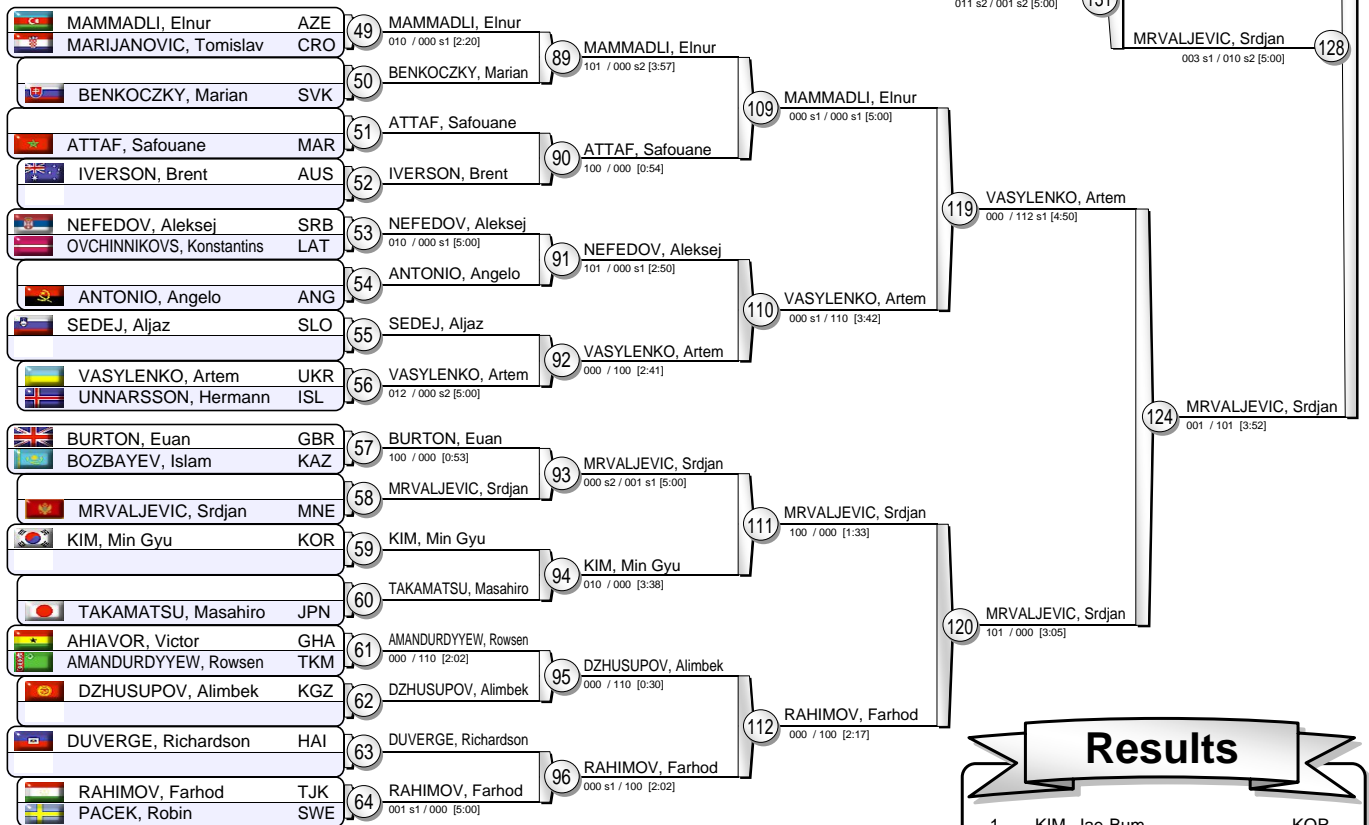 011 s2 / 001 s2 [5:00]
MRVALJEVIC, Srdjan
003 s1 / 010 s2 [5:00]
128
MAMMADLI, Elnur AZE
MARIJANOVIC, Tomislav CRO
BENKOCZKY, Marian SVK
ATTAF, Safouane MAR
IVERSON, Brent AUS
NEFEDOV, Aleksej SRB
OVCHINNIKOVS, Konstantins LAT
ANTONIO, Angelo ANG
SEDEJ, Aljaz SLO
VASYLENKO, Artem UKR
UNNARSSON, Hermann ISL
BURTON, Euan GBR
BOZBAYEV, Islam KAZ
MRVALJEVIC, Srdjan MNE
KIM, Min Gyu KOR
TAKAMATSU, Masahiro JPN
AHIAVOR, Victor GHA
AMANDURDYYEW, Rowsen TKM
DZHUSUPOV, Alimbek KGZ
DUVERGE, Richardson HAI
RAHIMOV, Farhod TJK
PACEK, Robin SWE
49
MAMMADLI, Elnur
010 / 000 s1 [2:20]
50
BENKOCZKY, Marian
51
ATTAF, Safouane
52
IVERSON, Brent
53
NEFEDOV, Aleksej
010 / 000 s1 [5:00]
54
ANTONIO, Angelo
55
SEDEJ, Aljaz
56
VASYLENKO, Artem
012 / 000 s2 [5:00]
57
BURTON, Euan
100 / 000 [0:53]
58
MRVALJEVIC, Srdjan
59
KIM, Min Gyu
60
TAKAMATSU, Masahiro
61
AMANDURDYYEW, Rowsen
000 / 110 [2:02]
62
DZHUSUPOV, Alimbek
63
DUVERGE, Richardson
64
RAHIMOV, Farhod
001 s1 / 000 [5:00]
89
MAMMADLI, Elnur
101 / 000 s2 [3:57]
90
ATTAF, Safouane
100 / 000 [0:54]
91
NEFEDOV, Aleksej
101 / 000 s1 [2:50]
92
VASYLENKO, Artem
000 / 100 [2:41]
93
MRVALJEVIC, Srdjan
000 s2 / 001 s1 [5:00]
94
KIM, Min Gyu
010 / 000 [3:38]
95
DZHUSUPOV, Alimbek
000 / 110 [0:30]
96
RAHIMOV, Farhod
000 s1 / 100 [2:02]
109
MAMMADLI, Elnur
000 s1 / 000 s1 [5:00]
110
VASYLENKO, Artem
000 s1 / 110 [3:42]
111
MRVALJEVIC, Srdjan
100 / 000 [1:33]
112
RAHIMOV, Farhod
000 / 100 [2:17]
119
VASYLENKO, Artem
000 / 112 s1 [4:50]
120
MRVALJEVIC, Srdjan
101 / 000 [3:05]
124
MRVALJEVIC, Srdjan
001 / 101 [3:52]
Results
1 KIM, Jae-Bum KOR